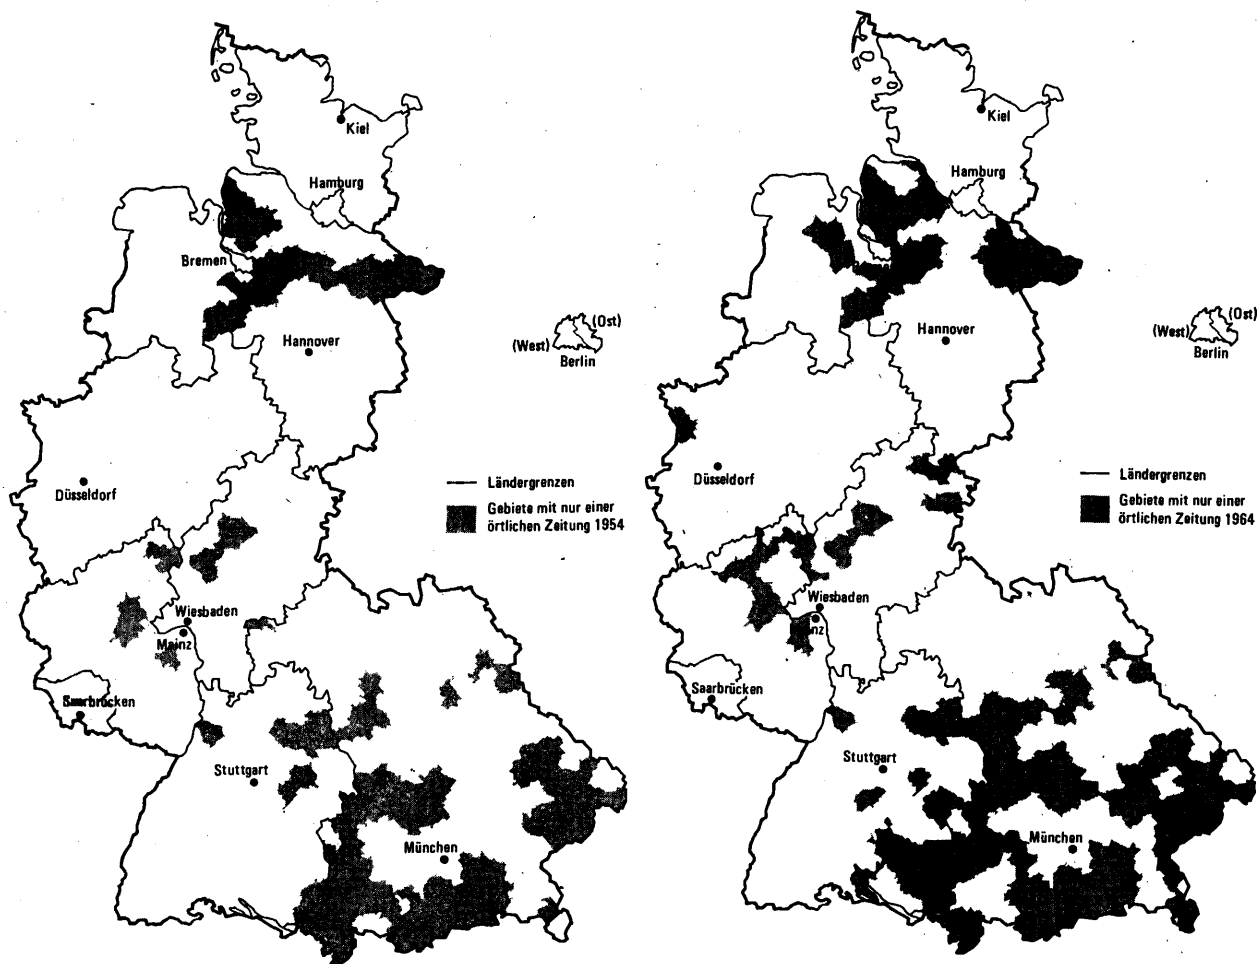 Kiel
Hamburg
Bremen
Hannover
(Ost)
(West)
Berlin
Düsseldorf
Ländergrenzen
Gebiete mit nur einer
örtlichen Zeitung 1954
Wiesbaden
Mainz
Saarbrücken
Stuttgart
München
Kiel
Hamburg
Hannover
(Ost)
(West)
Berlin
Düsseldorf
Ländergrenzen
Gebiete mit nur einer
örtlichen Zeitung 1964
Wiesbaden
Mainz
Saarbrücken
Stuttgart
München